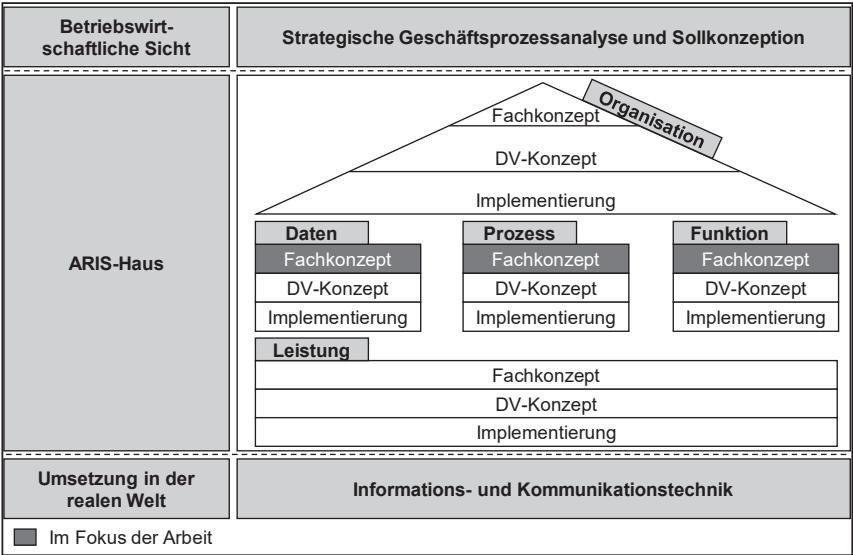 Betriebswirt-
schaftliche Sicht
Strategische Geschäftsprozessanalyse und Sollkonzeption
ARIS-Haus
Organisation
Fachkonzept
DV-Konzept
Implementierung
Daten
Fachkonzept
DV-Konzept
Implementierung
Prozess
Fachkonzept
DV-Konzept
Implementierung
Funktion
Fachkonzept
DV-Konzept
Implementierung
Leistung
Fachkonzept
DV-Konzept
Implementierung
Umsetzung in der
realen Welt
Informations- und Kommunikationstechnik
Im Fokus der Arbeit